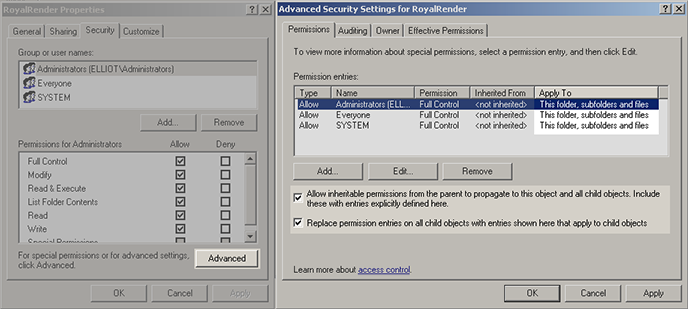 RoyalRender Properties
General
Sharing
Security
Customize
Group or user names:
Administrators (ELLIOT\Administrators)
Everyone
SYSTEM
Add...
Remove
Permissions for Administrators
Allow
Deny
Full Control
Modify
Read & Execute
List Folder Contents
Read
Write
Special Permissions
For special permissions or for advanced settings,
click Advanced.
Advanced
OK
Cancel
Apply
Advanced Security Settings for RoyalRender
Permissions
Auditing
Owner
Effective Permissions
To view more information about special permissions, select a permission entry, and then click Edit.
Permission entries:
Type Name Permission Inherited From Apply To
Allow Administrators (ELL... Full Control <not inherited> This folder, subfolders and files
Allow Everyone Full Control <not inherited> This folder, subfolders and files
Allow SYSTEM Full Control <not inherited> This folder, subfolders and files
Add...
Edit...
Remove
Allow inheritable permissions from the parent to propagate to this object and all child objects. Include
these with entries explicitly defined here.
Replace permission entries on all child objects with entries shown here that apply to child objects
Learn more about access control.
OK
Cancel
Apply